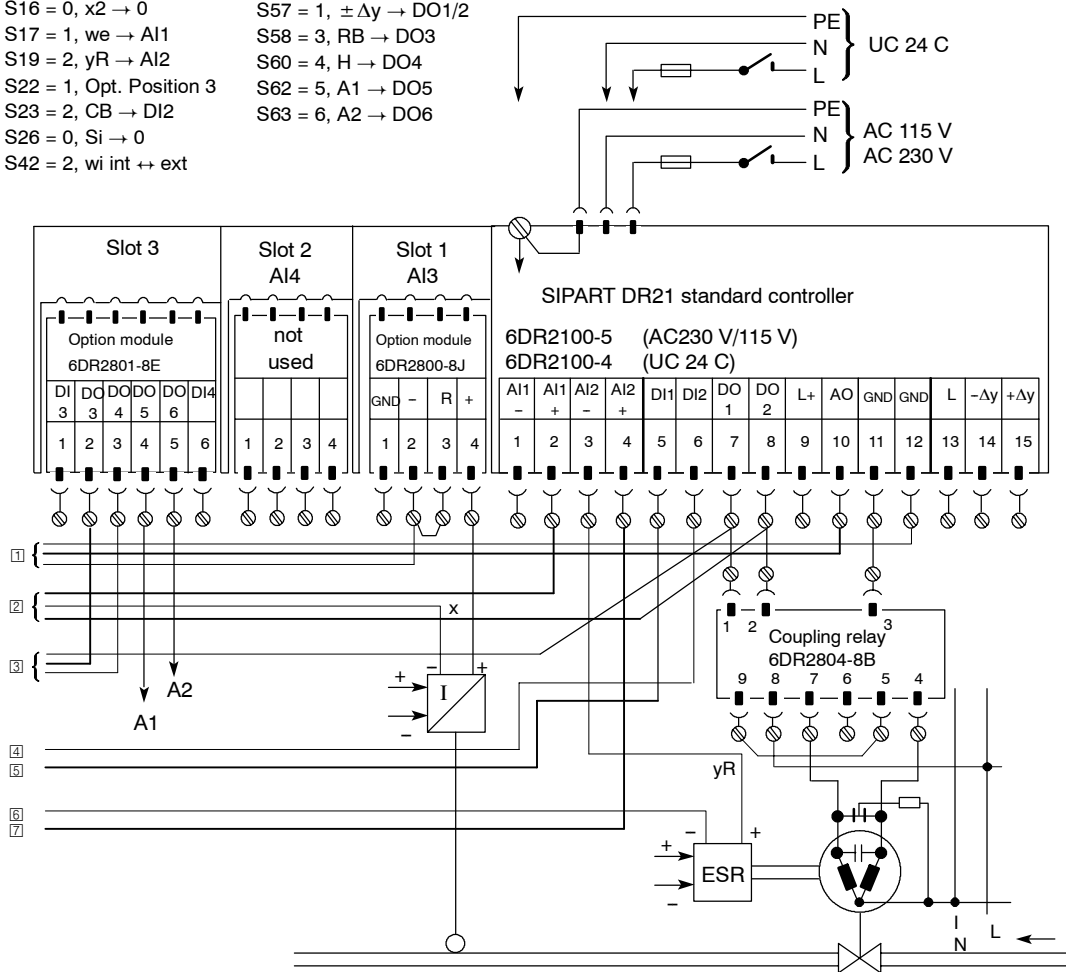 S16 = 0, x2 → 0
S17 = 1, we → AI1
S19 = 2, yR → AI2
S22 = 1, Opt. Position 3
S23 = 2, CB → DI2
S26 = 0, Si → 0
S42 = 2, wi int ↔ ext
S57 = 1, ± Δy → DO1/2
S58 = 3, RB → DO3
S60 = 4, H → DO4
S62 = 5, A1 → DO5
S63 = 6, A2 → DO6
PE
N
L
UC 24 C
PE
N
L
AC 115 V
AC 230 V
Slot 3
Slot 2
AI4
Slot 1
AI3
SIPART DR21 standard controller
6DR2100-5 (AC230 V/115 V)
6DR2100-4 (UC 24 C)
Option module
6DR2801-8E
not
used
Option module
6DR2800-8J
DI 3 DO 3 DO 4 DO 5 DO 6 DI4
1 2 3 4 5 6
1 2 3 4
GND − R +
1 2 3 4
AI1 − AI1 + AI2 − AI2 + DI1 DI2 DO 1 DO 2 L+ AO GND GND L −Δy +Δy
1 2 3 4 5 6 7 8 9 10 11 12 13 14 15
1
2
x
3
A2
A1
− +
+
I
−
1 2 3
Coupling relay
6DR2804-8B
9 8 7 6 5 4
4
5
yR
6
7
− +
+
ESR
−
I
N
L